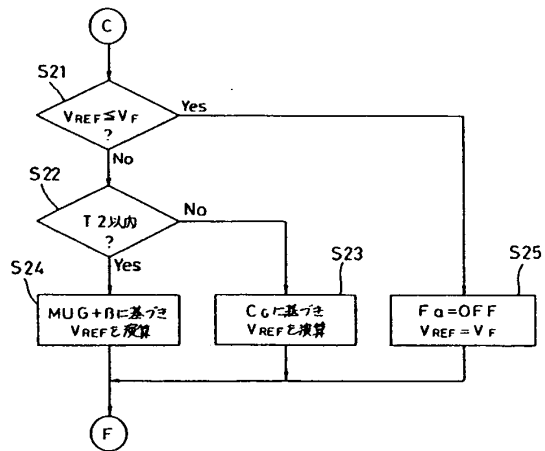 C
S21
VREF≦VF
?
Yes
No
S22
T2以内
?
No
Yes
S24
MUG+βに基づき
VREFを演算
S23
CGに基づき
VREFを演算
S25
Fa=OFF
VREF=VF
F